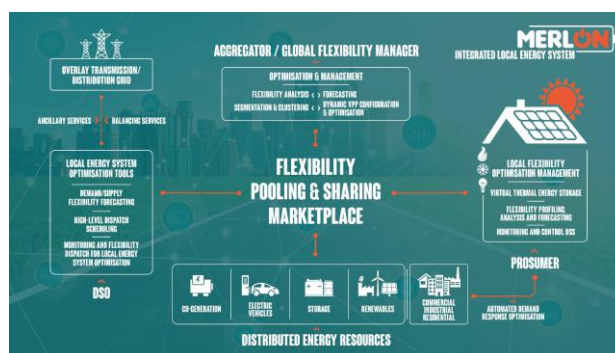 MERLON
INTEGRATED LOCAL ENERGY SYSTEM
AGGREGATOR / GLOBAL FLEXIBILITY MANAGER
OPTIMISATION & MANAGEMENT
FLEXIBILITY ANALYSIS < > FORECASTING
SEGMENTATION & CLUSTERING < > DYNAMIC VPP CONFIGURATION
& OPTIMISATION
OVERLAY TRANSMISSION/
DISTRIBUTION GRID
ANCILLARY SERVICES
BALANCING SERVICES
LOCAL ENERGY SYSTEM
OPTIMISATION TOOLS
DEMAND/SUPPLY
FLEXIBILITY FORECASTING
HIGH-LEVEL DISPATCH
SCHEDULING
MONITORING AND FLEXIBILITY
DISPATCH FOR LOCAL ENERGY
SYSTEM OPTIMISATION
DSO
FLEXIBILITY
POOLING & SHARING
MARKETPLACE
LOCAL FLEXIBILITY
OPTIMISATION MANAGEMENT
VIRTUAL THERMAL ENERGY STORAGE
FLEXIBILITY PROFILING,
ANALYSIS AND FORECASTING
MONITORING AND CONTROL DSS
PROSUMER
AUTOMATED DEMAND
RESPONSE OPTIMISATION
CO-GENERATION
ELECTRIC
VEHICLES
STORAGE
RENEWABLES
COMMERCIAL
INDUSTRIAL
RESIDENTIAL
DISTRIBUTED ENERGY RESOURCES